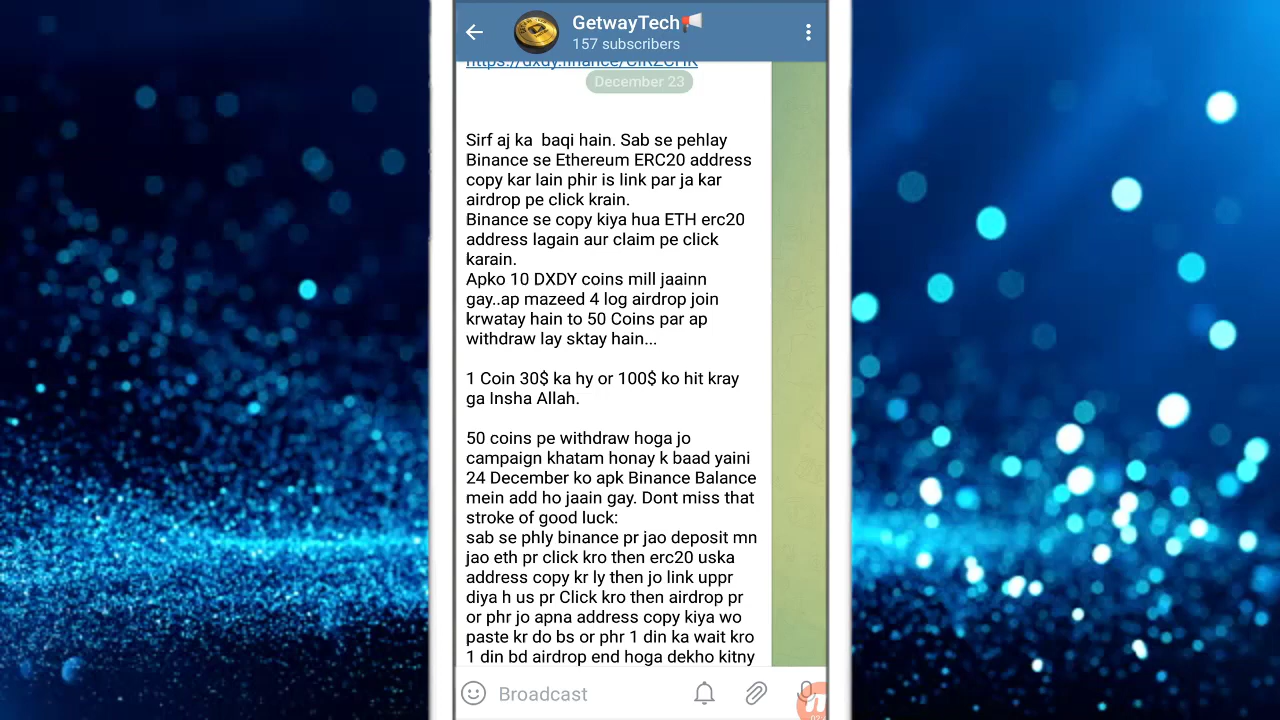 GetwayTech
157 subscribers
December 23
Sirf aj ka baqi hain. Sab se pehlay
Binance se Ethereum ERC20 address
copy kar lain phir is link par ja kar
airdrop pe click krain.
Binance se copy kiya hua ETH erc20
address lagain aur claim pe click
karain.
Apko 10 DXDY coins mill jaainn
gay..ap mazeed 4 log airdrop join
krwatay hain to 50 Coins par ap
withdraw lay sktay hain...
1 Coin 30$ ka hy or 100$ ko hit kray
ga Insha Allah.
50 coins pe withdraw hoga jo
campaign khatam honay k baad yaini
24 December ko apk Binance Balance
mein add ho jaain gay. Dont miss that
stroke of good luck:
sab se phly binance pr jao deposit mn
jao eth pr click kro then erc20 uska
address copy kr ly then jo link uppr
diya h us pr Click kro then airdrop pr
or phr jo apna address copy kiya wo
paste kr do bs or phr 1 din ka wait kro
1 din bd airdrop end hoga dekho kitny
Broadcast